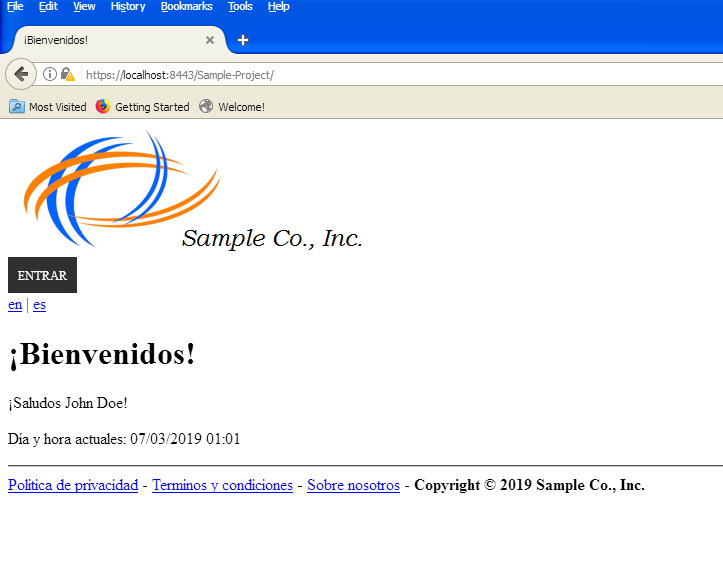 File Edit View History Bookmarks Tools Help
¡Bienvenidos!
https://localhost:8443/Sample-Project/
Most Visited Getting Started Welcome!
Sample Co., Inc.
ENTRAR
en | es
¡Bienvenidos!
¡Saludos John Doe!
Dia y hora actuales: 07/03/2019 01:01
Politica de privacidad - Terminos y condiciones - Sobre nosotros - Copyright © 2019 Sample Co., Inc.